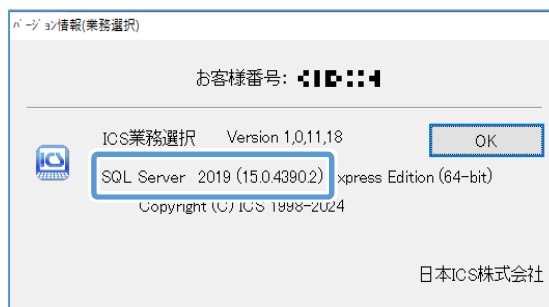 バージョン情報(業務選択)
お客様番号:
ICS業務選択 Version 1,0,11,18
OK
ICS
SQL Server 2019 (15.0.4390.2) xpress Edition (64-bit)
Copyright (C) ICS 1998-2024
日本ICS株式会社